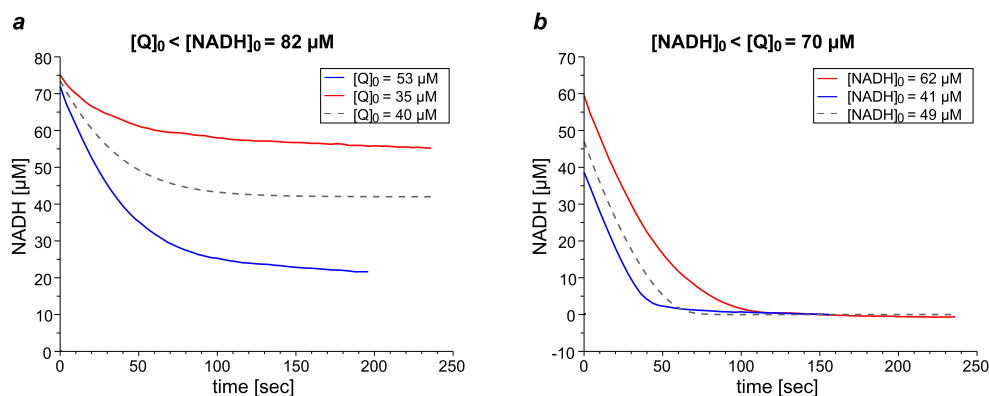 a
[Q]0 < [NADH]0 = 82 µM
[Q]0 = 53 µM
[Q]0 = 35 µM
[Q]0 = 40 µM
NADH [µM]
80
70
60
50
40
30
20
10
0
0 50 100 150 200 250
time [sec]
b
[NADH]0 < [Q]0 = 70 µM
[NADH]0 = 62 µM
[NADH]0 = 41 µM
[NADH]0 = 49 µM
NADH [µM]
70
60
50
40
30
20
10
0
-10
0 50 100 150 200 250
time [sec]